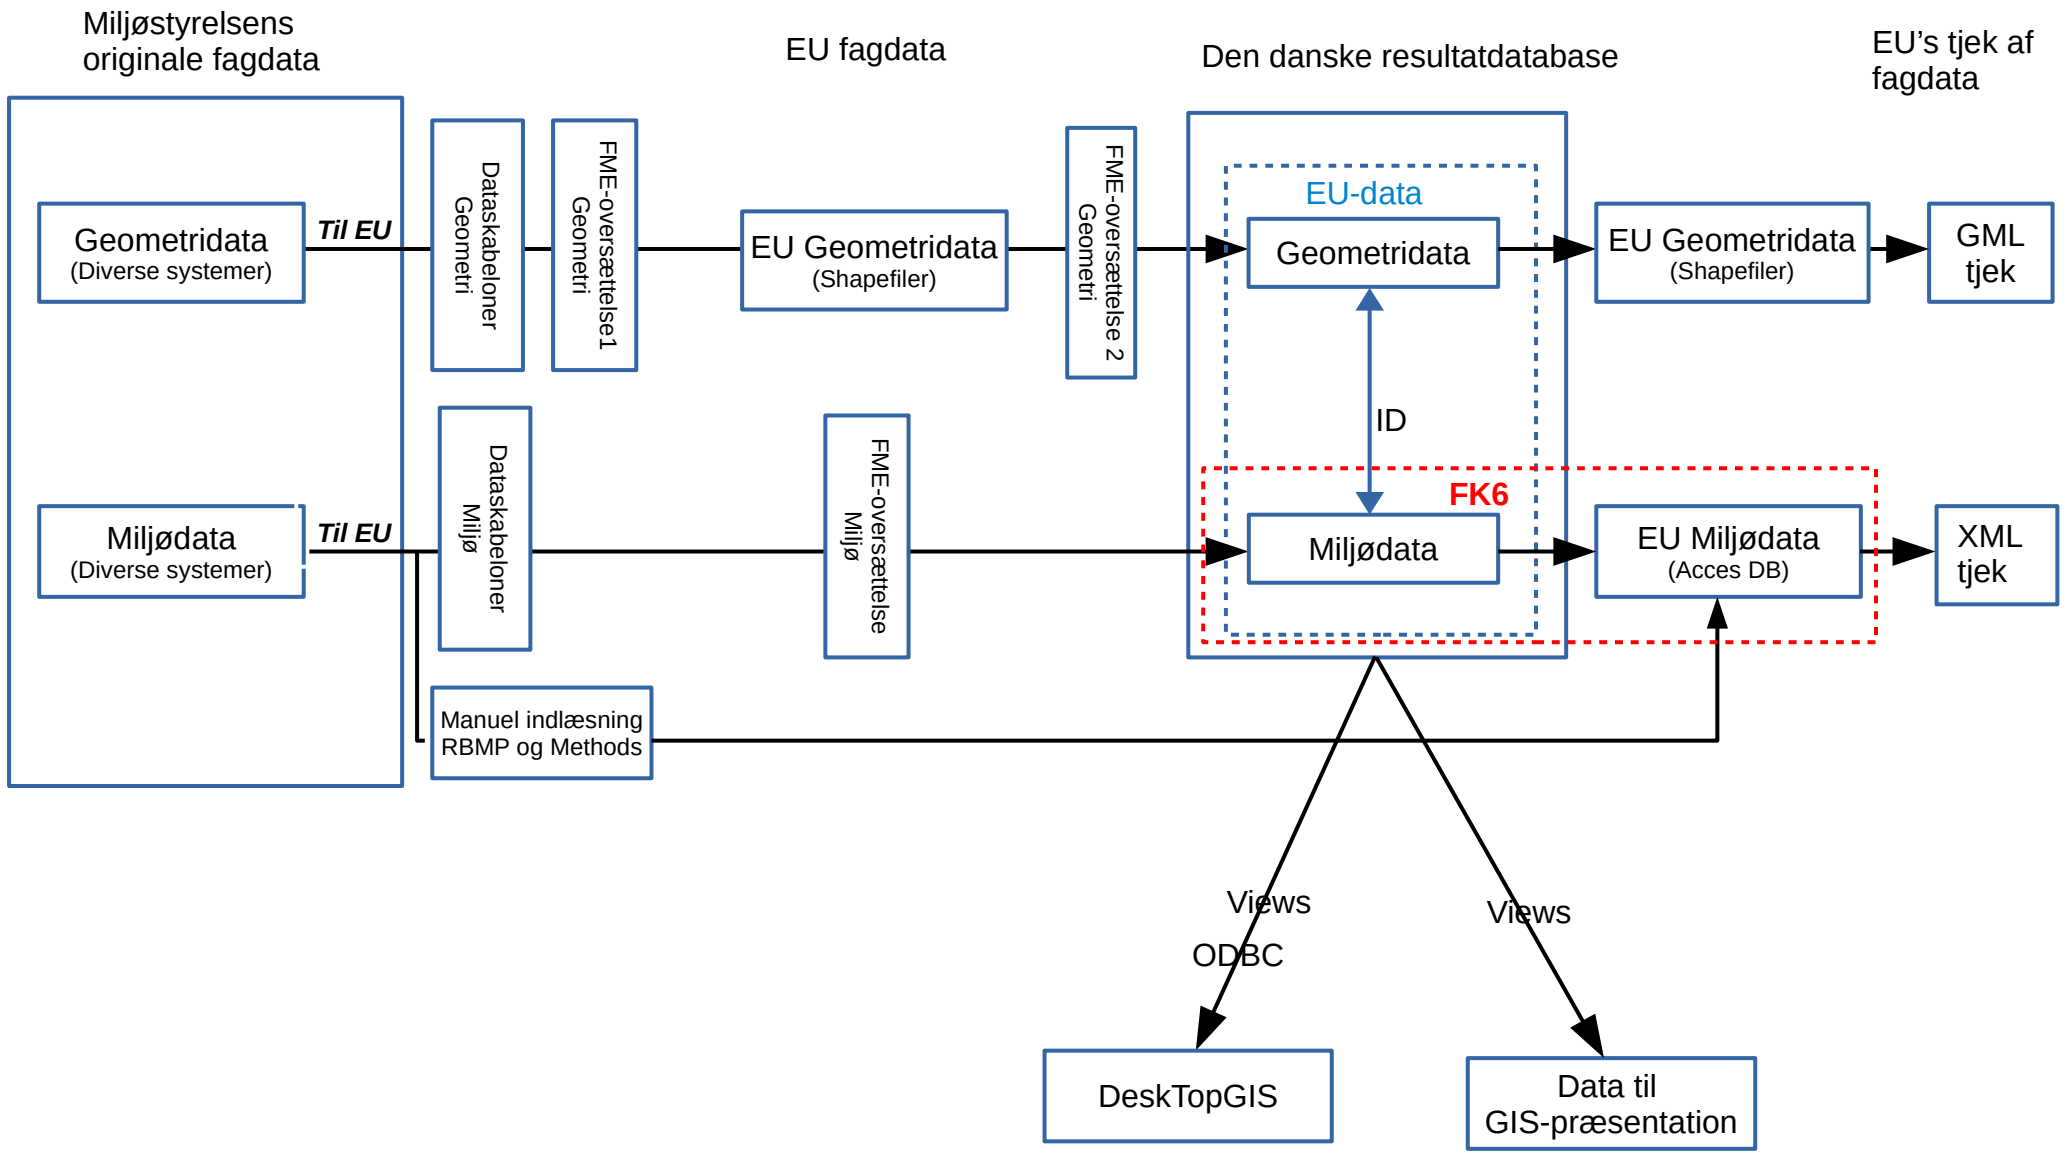 Miljøstyrelsens
originale fagdata
EU fagdata
Den danske resultatdatabase
EU’s tjek af
fagdata
Geometridata
(Diverse systemer)
Til EU
Dataskabeloner
Geometri
FME-oversættelse1
Geometri
EU Geometridata
(Shapefiler)
FME-oversættelse 2
Geometri
EU-data
Geometridata
EU Geometridata
(Shapefiler)
GML
tjek
ID
Miljødata
(Diverse systemer)
Til EU
Dataskabeloner
Miljø
FME-oversættelse
Miljø
FK6
Miljødata
EU Miljødata
(Acces DB)
XML
tjek
Manuel indlæsning
RBMP og Methods
Views
ODBC
Views
DeskTopGIS
Data til
GIS-præsentation